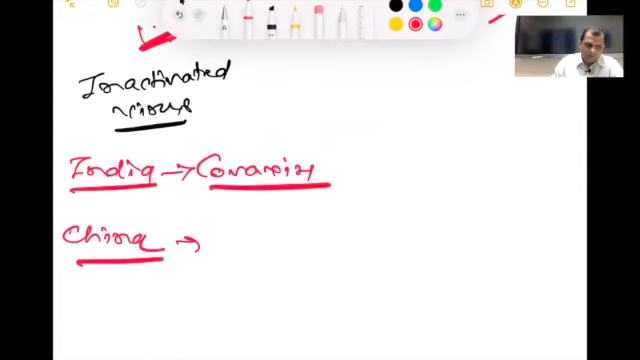 Inactivated
virus
India → Covaxin
China →